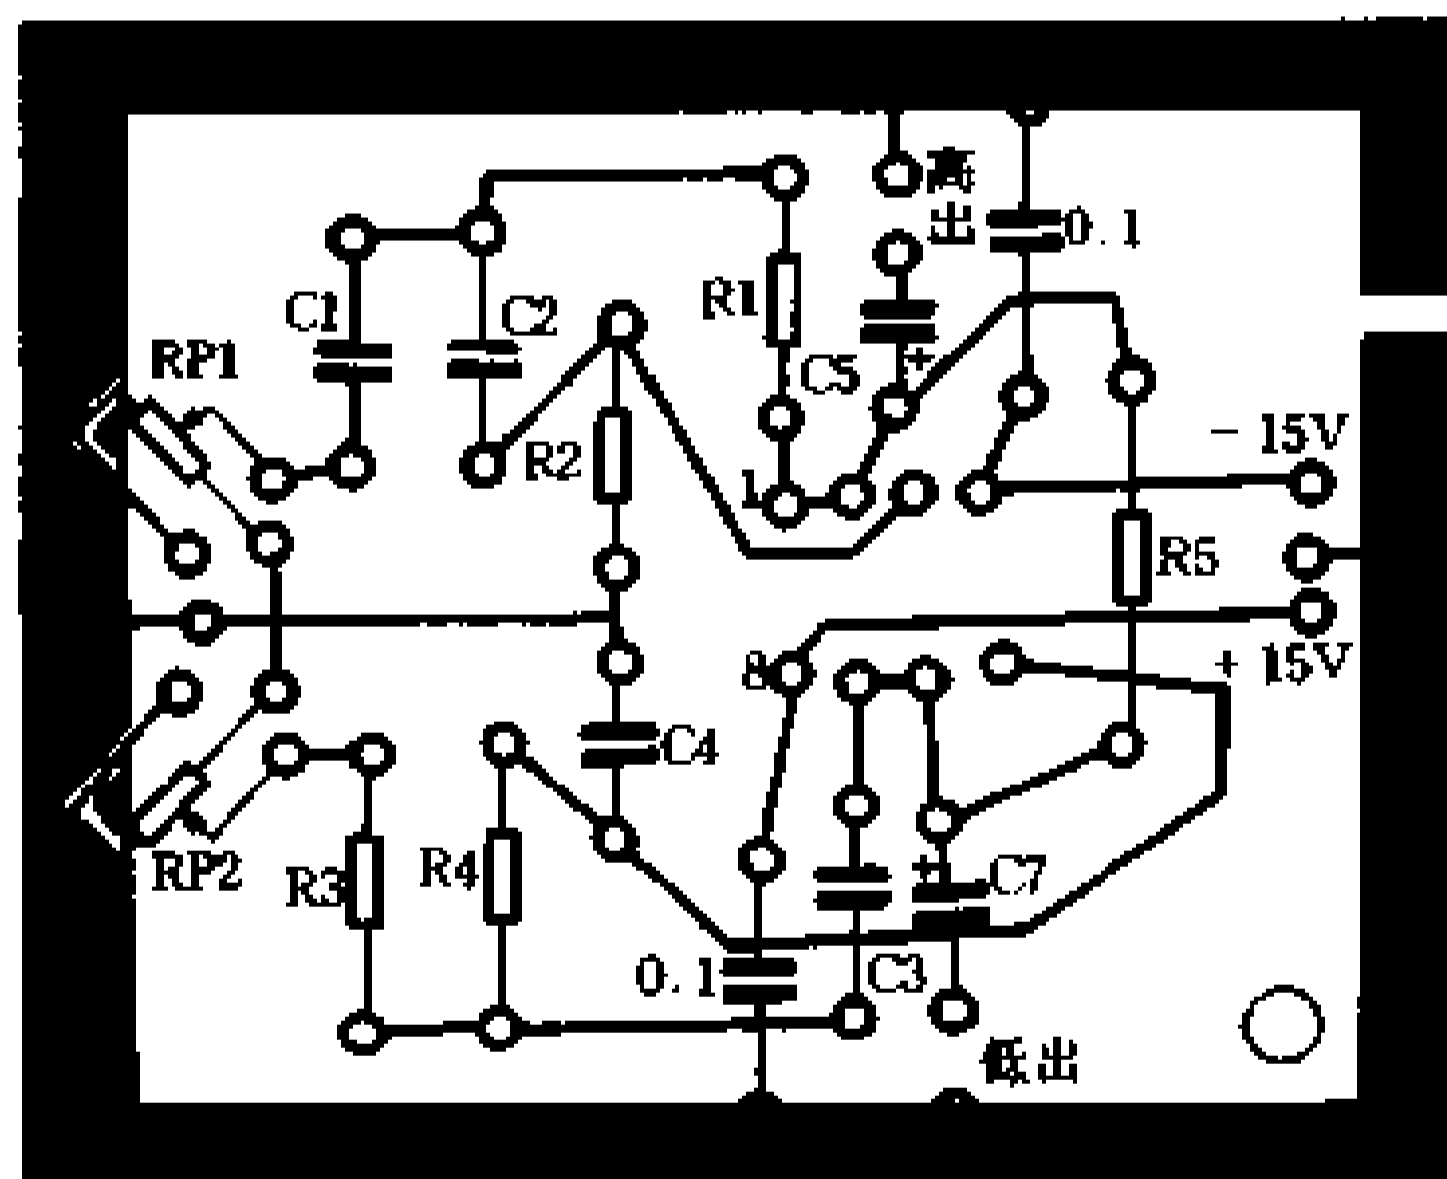 高
出
0.1
C1
C2
R1
RP1
C5
+
R2
1
- 15V
R5
8
+ 15V
C4
RP2
R3
R4
+
C7
0.1
C3
低出